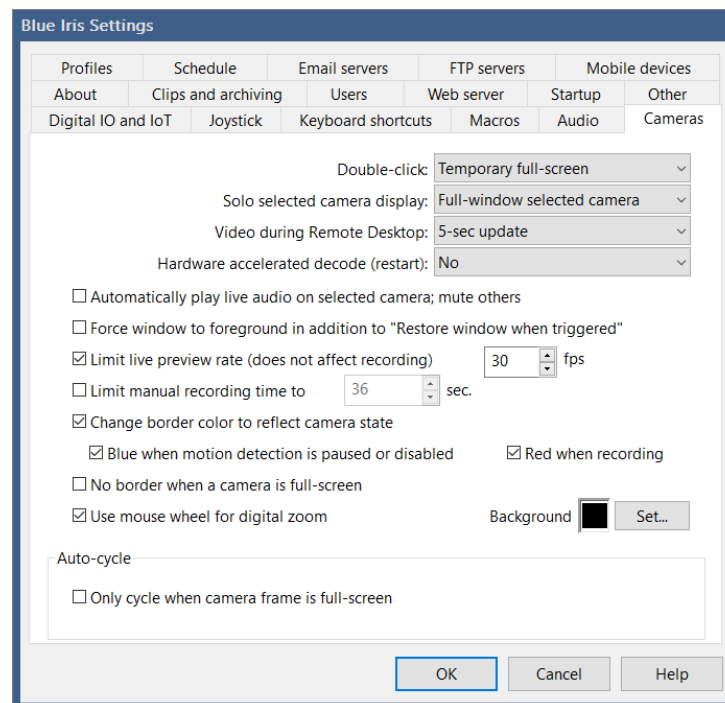 Blue Iris Settings
Profiles Schedule Email servers FTP servers Mobile devices
About Clips and archiving Users Web server Startup Other
Digital IO and IoT Joystick Keyboard shortcuts Macros Audio Cameras
Double-click: Temporary full-screen
Solo selected camera display: Full-window selected camera
Video during Remote Desktop: 5-sec update
Hardware accelerated decode (restart): No
Automatically play live audio on selected camera; mute others
Force window to foreground in addition to "Restore window when triggered"
Limit live preview rate (does not affect recording) 30 fps
Limit manual recording time to 36 sec.
Change border color to reflect camera state
Blue when motion detection is paused or disabled Red when recording
No border when a camera is full-screen
Use mouse wheel for digital zoom Background Set...
Auto-cycle
Only cycle when camera frame is full-screen
OK Cancel Help